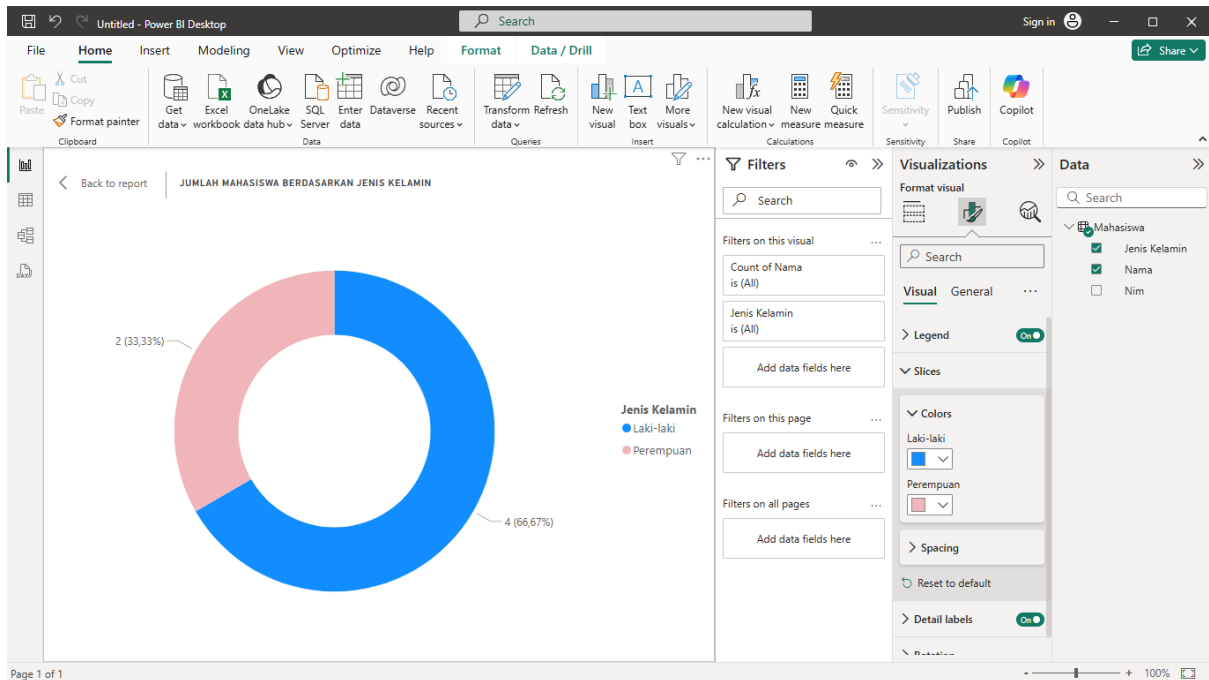 Untitled - Power BI Desktop
Search
Sign in
File Home Insert Modeling View Optimize Help Format Data / Drill
Share
Paste
Cut
Copy
Format painter
Clipboard
Get data
Excel workbook
OneLake data hub
SQL Server
Enter data
Dataverse
Recent sources
Data
Transform data
Refresh
Queries
New visual
Text box
More visuals
Insert
New visual calculation
New measure
Quick measure
Calculations
Sensitivity
Sensitivity
Publish
Share
Copilot
Copilot
Back to report
JUMLAH MAHASISWA BERDASARKAN JENIS KELAMIN
2 (33,33%)
4 (66,67%)
Jenis Kelamin
Laki-laki
Perempuan
Filters
Search
Filters on this visual
Count of Nama
is (All)
Jenis Kelamin
is (All)
Add data fields here
Filters on this page
Add data fields here
Filters on all pages
Add data fields here
Visualizations
Format visual
Search
Visual General
Legend On
Slices
Colors
Laki-laki
Perempuan
Spacing
Reset to default
Detail labels On
Data
Search
Mahasiswa
Jenis Kelamin
Nama
Nim
Page 1 of 1
- + 100%